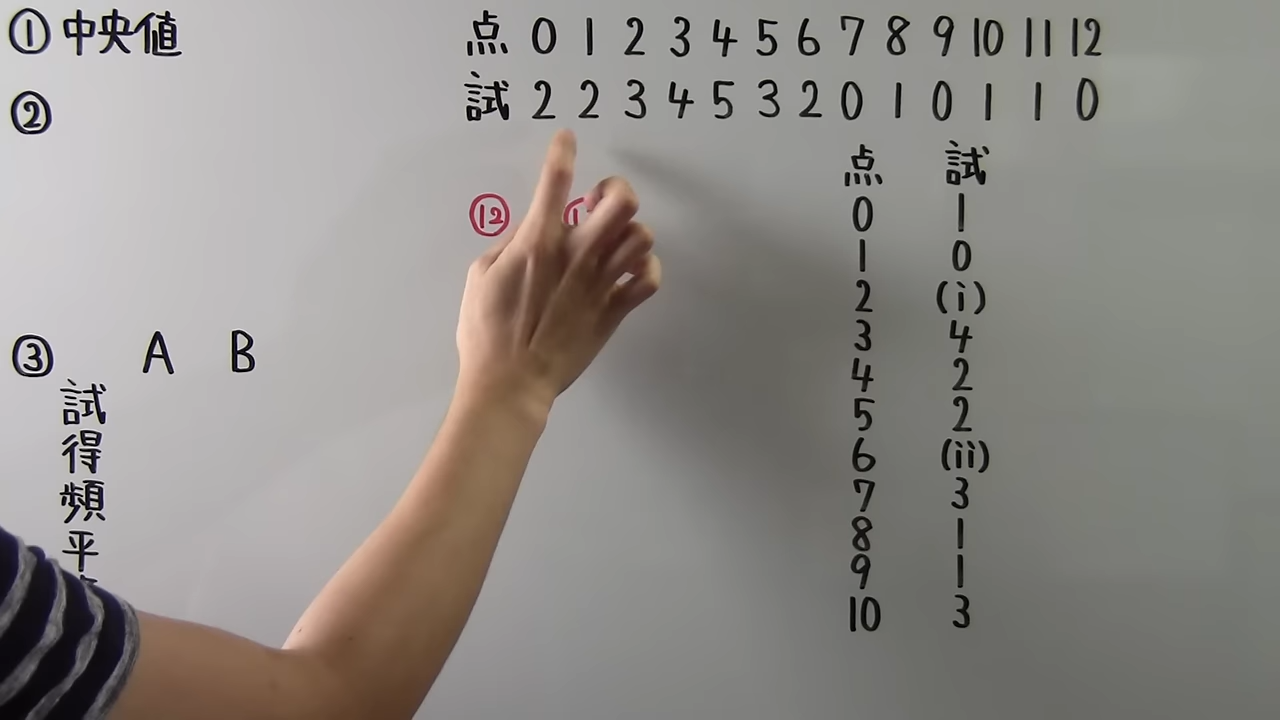 ① 中央値
点 0 1 2 3 4 5 6 7 8 9 10 11 12
試 2 2 3 4 5 3 2 0 1 0 1 1 0
②
⑫
点 試
0 1
1 0
2 (i)
3 4
4 2
5 2
6 (ii)
7 3
8 1
9 1
10 3
③ A B
試
得
頻
平